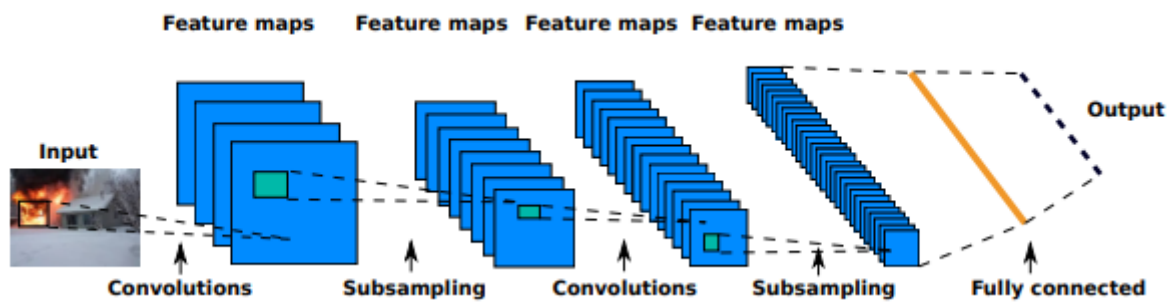 Feature maps Feature maps Feature maps Feature maps
Output
Input
Convolutions Subsampling Convolutions Subsampling Fully connected